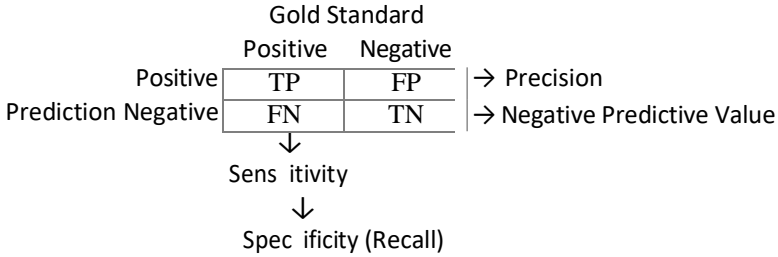 Gold Standard
Positive Negative
Positive TP FP → Precision
Prediction Negative FN TN → Negative Predictive Value
↓
Sens itivity
↓
Spec ificity (Recall)